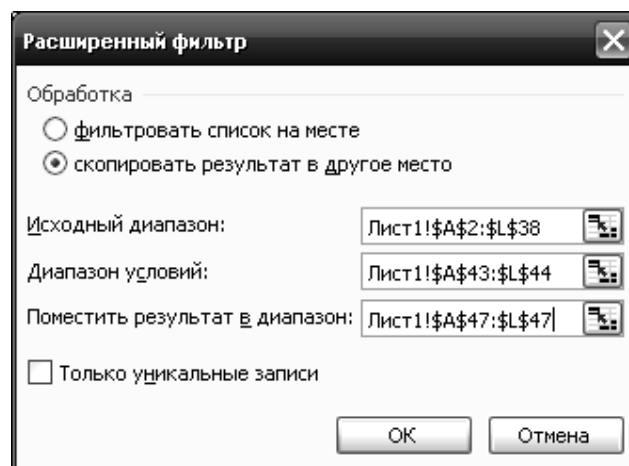 Расширенный фильтр
Обработка
фильтровать список на месте
скопировать результат в другое место
Исходный диапазон: Лист1!$A$2:$L$38
Диапазон условий: Лист1!$A$43:$L$44
Поместить результат в диапазон: Лист1!$A$47:$L$47
Только уникальные записи
ОК Отмена